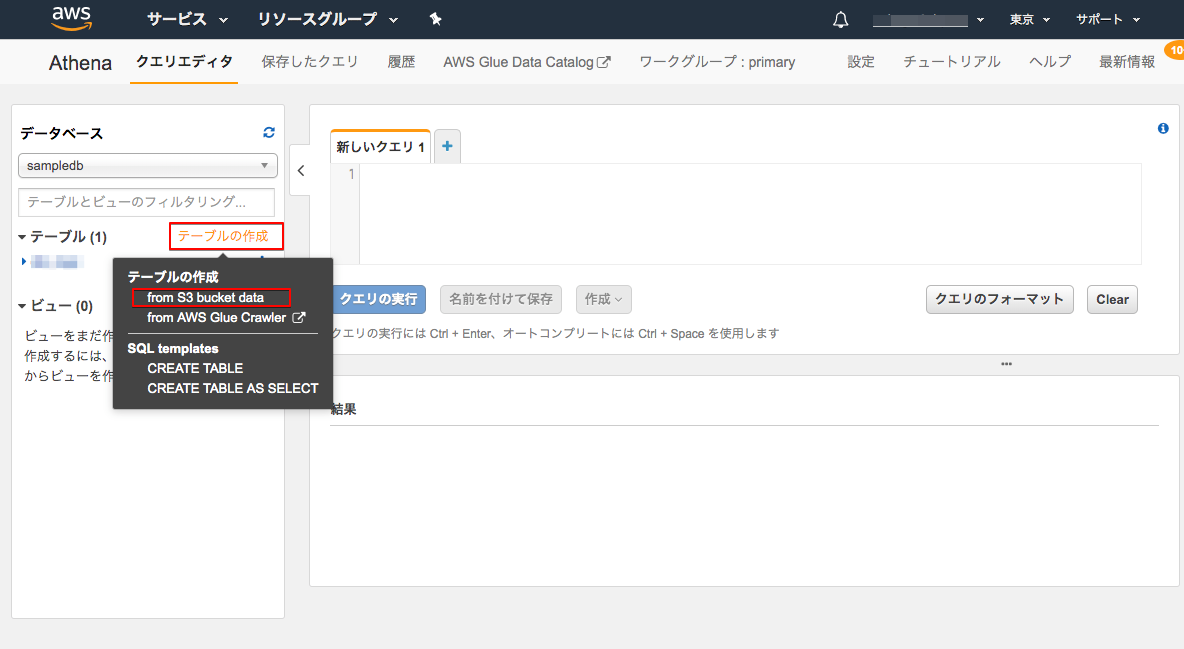 aws サービス リソースグループ 東京 サポート
Athena クエリエディタ 保存したクエリ 履歴 AWS Glue Data Catalog ワークグループ : primary 設定 チュートリアル ヘルプ 最新情報 10
データベース
sampledb
テーブルとビューのフィルタリング...
テーブル (1) テーブルの作成
テーブルの作成
from S3 bucket data
from AWS Glue Crawler
SQL templates
CREATE TABLE
CREATE TABLE AS SELECT
ビュー (0)
ビューをまだ作
作成するには、
からビューを作
新しいクエリ 1 +
1
クエリの実行 名前を付けて保存 作成 クエリのフォーマット Clear
クエリの実行には Ctrl + Enter、オートコンプリートには Ctrl + Space を使用します
結果